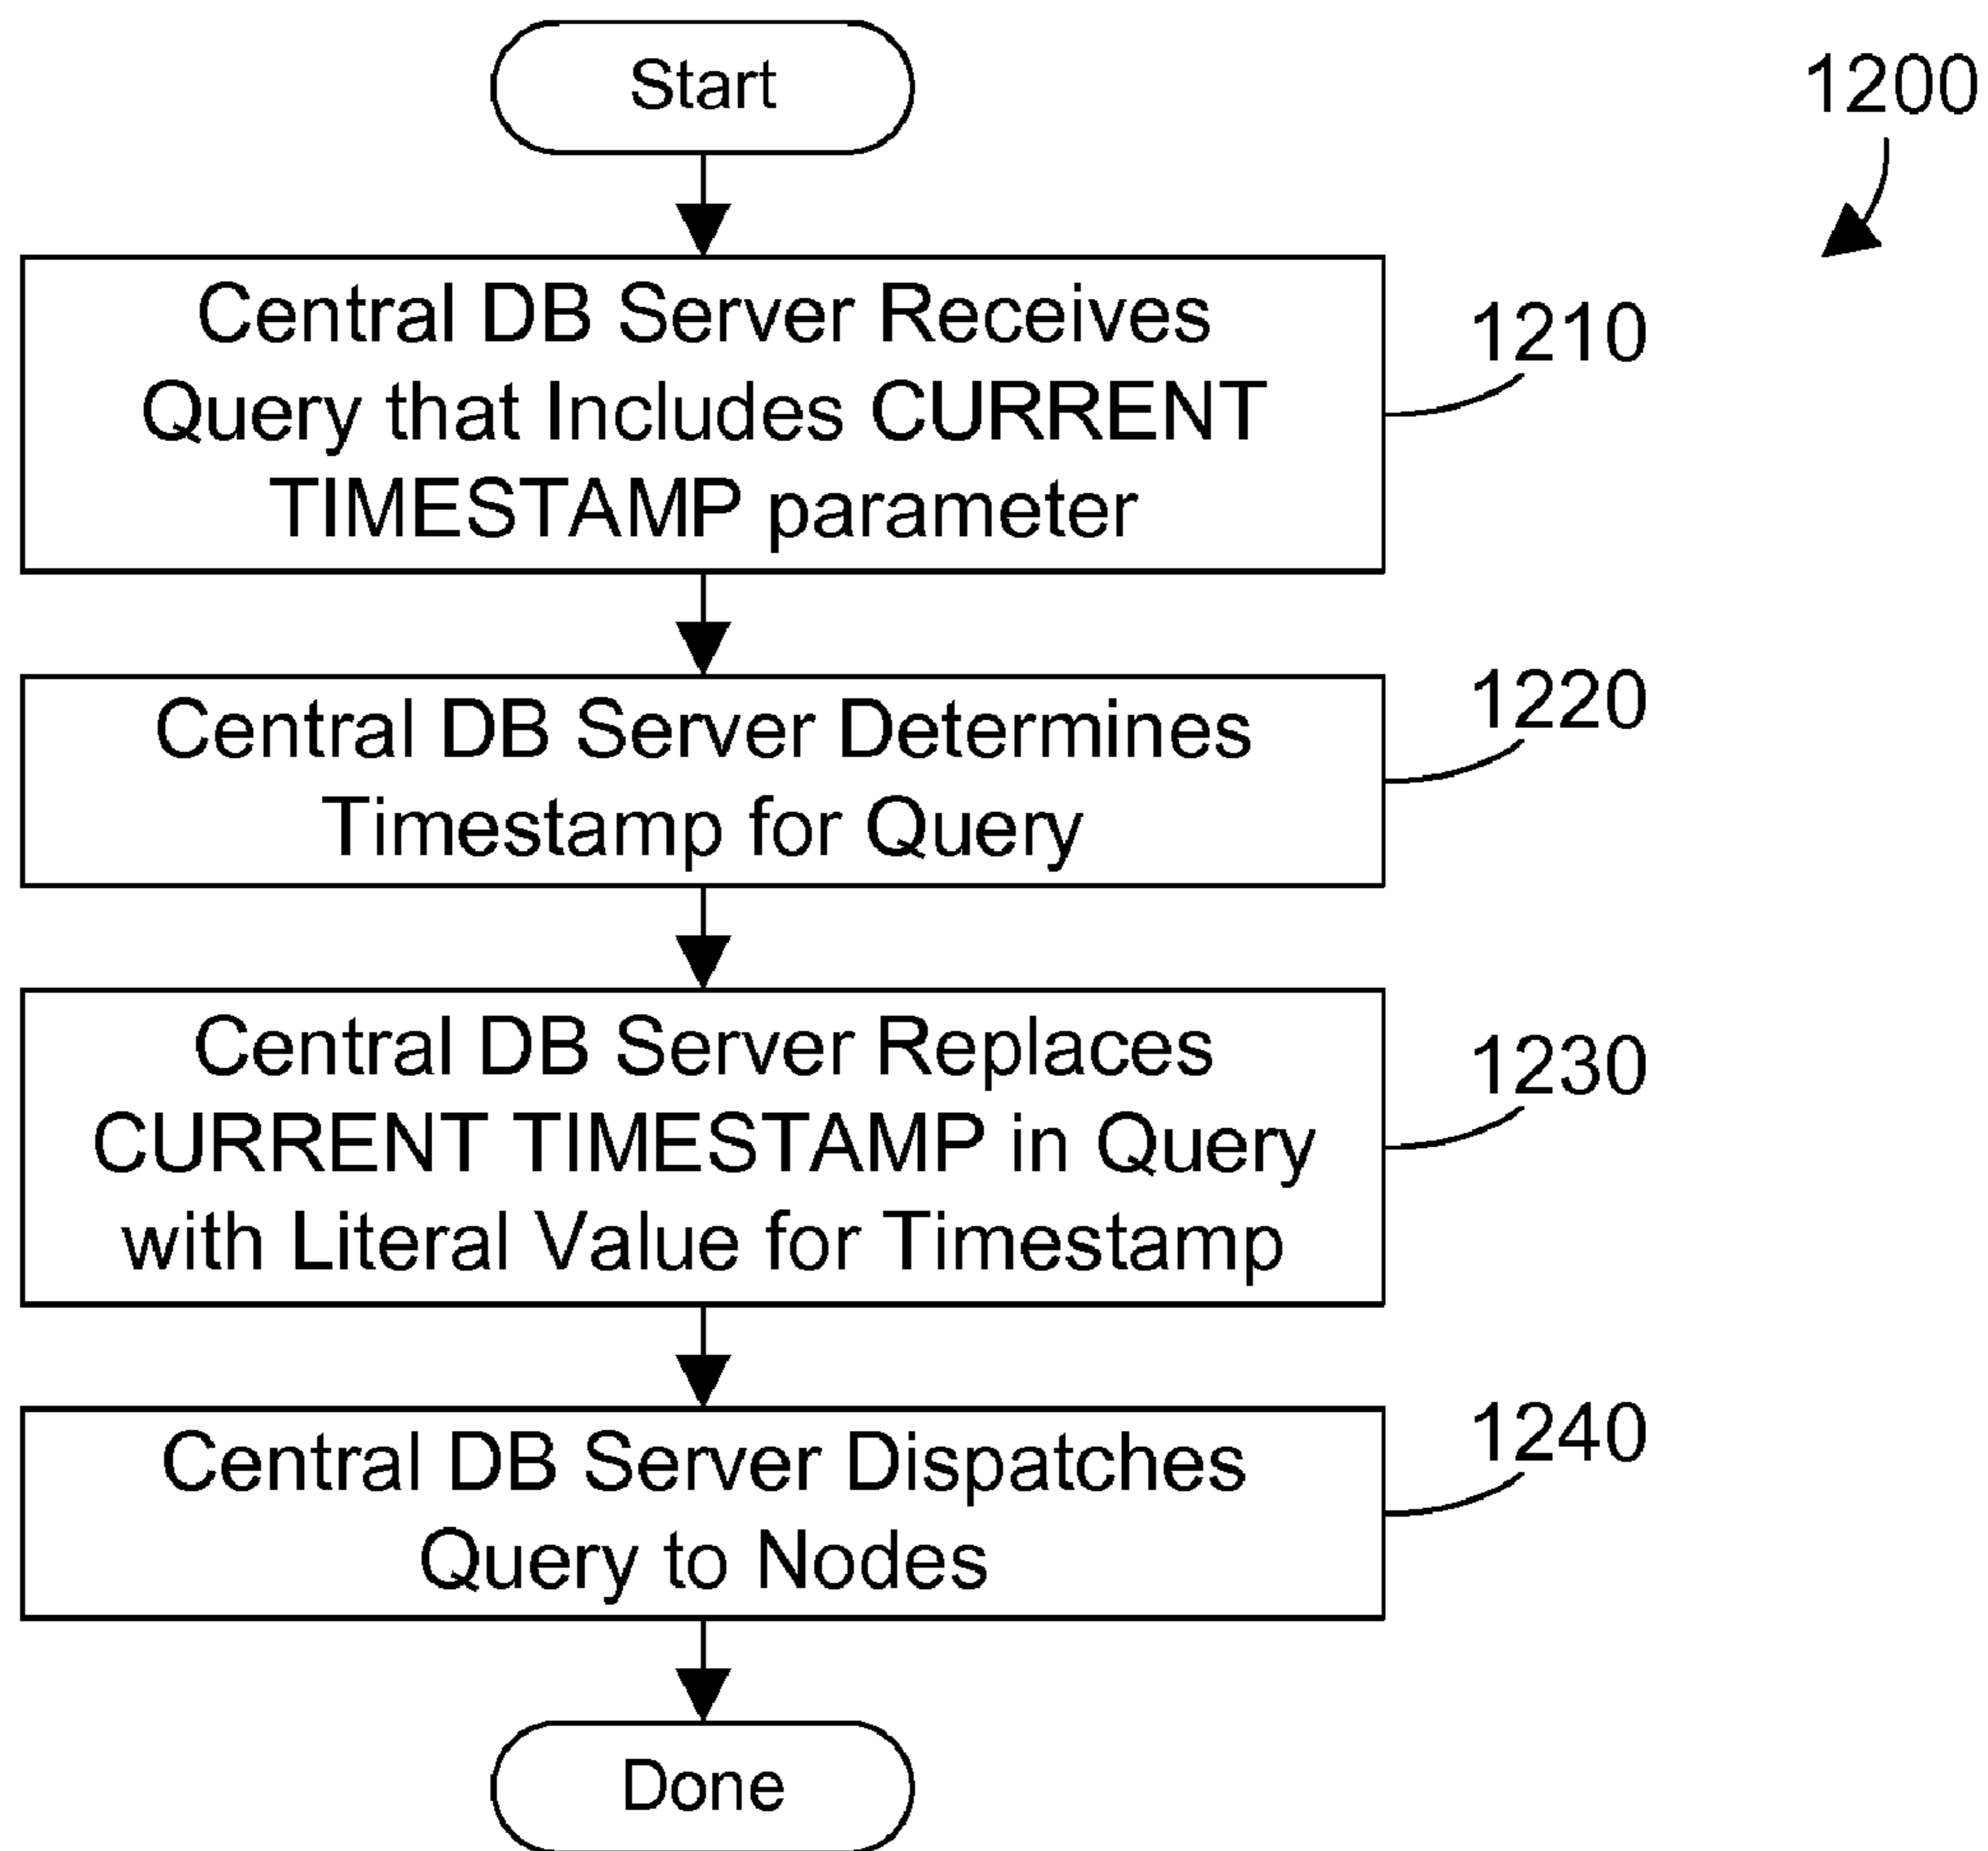 Start
1200
Central DB Server Receives
Query that Includes CURRENT
TIMESTAMP parameter
1210
Central DB Server Determines
Timestamp for Query
1220
Central DB Server Replaces
CURRENT TIMESTAMP in Query
with Literal Value for Timestamp
1230
Central DB Server Dispatches
Query to Nodes
1240
Done